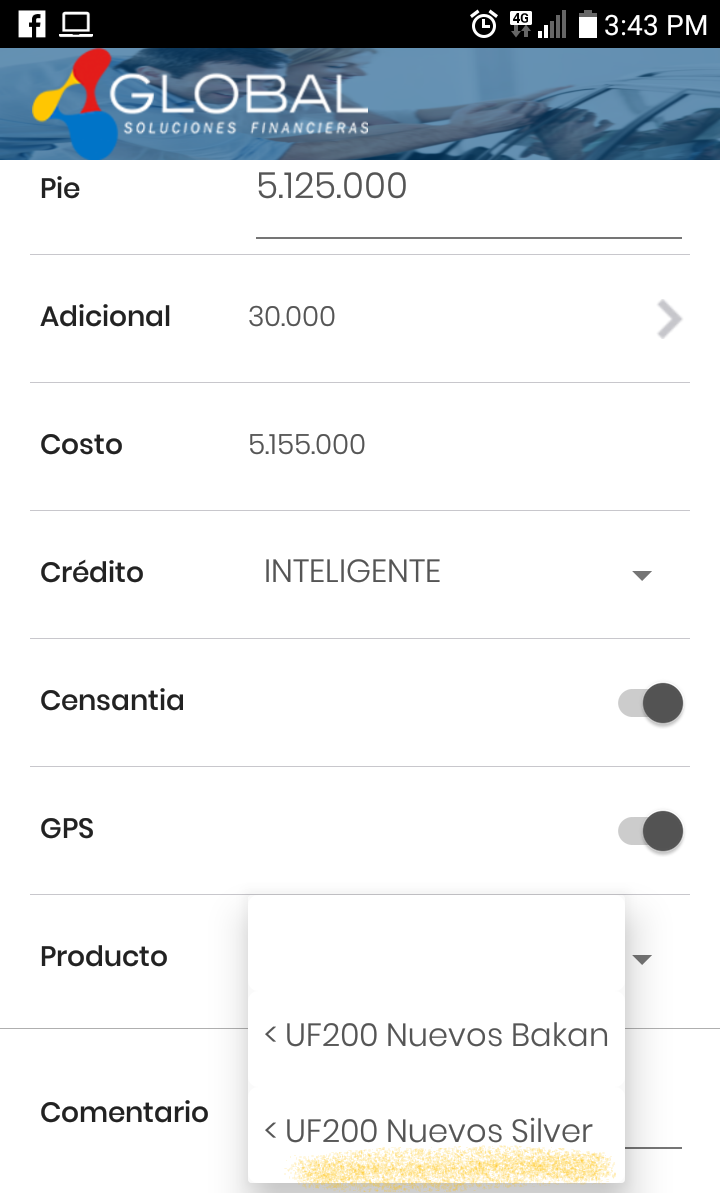 4G
3:43 PM
GLOBAL
SOLUCIONES FINANCIERAS
Pie 5.125.000
Adicional 30.000
Costo 5.155.000
Crédito INTELIGENTE
Censantia
GPS
Producto
< UF200 Nuevos Bakan
Comentario
< UF200 Nuevos Silver